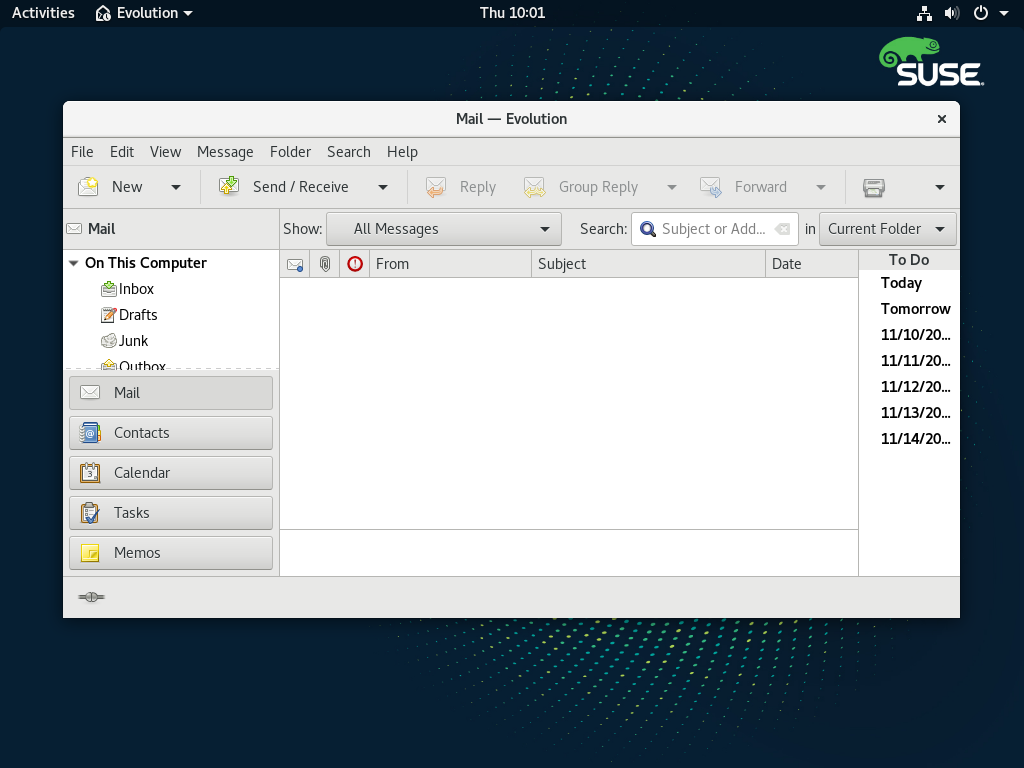 Activities Evolution Thu 10:01
SUSE
Mail — Evolution
File Edit View Message Folder Search Help
New Send / Receive Reply Group Reply Forward
Mail Show: All Messages Search: Subject or Add... in Current Folder
On This Computer From Subject Date To Do
Inbox
Drafts
Junk
Outbox
Today
Tomorrow
11/10/20...
11/11/20...
11/12/20...
11/13/20...
11/14/20...
Mail
Contacts
Calendar
Tasks
Memos